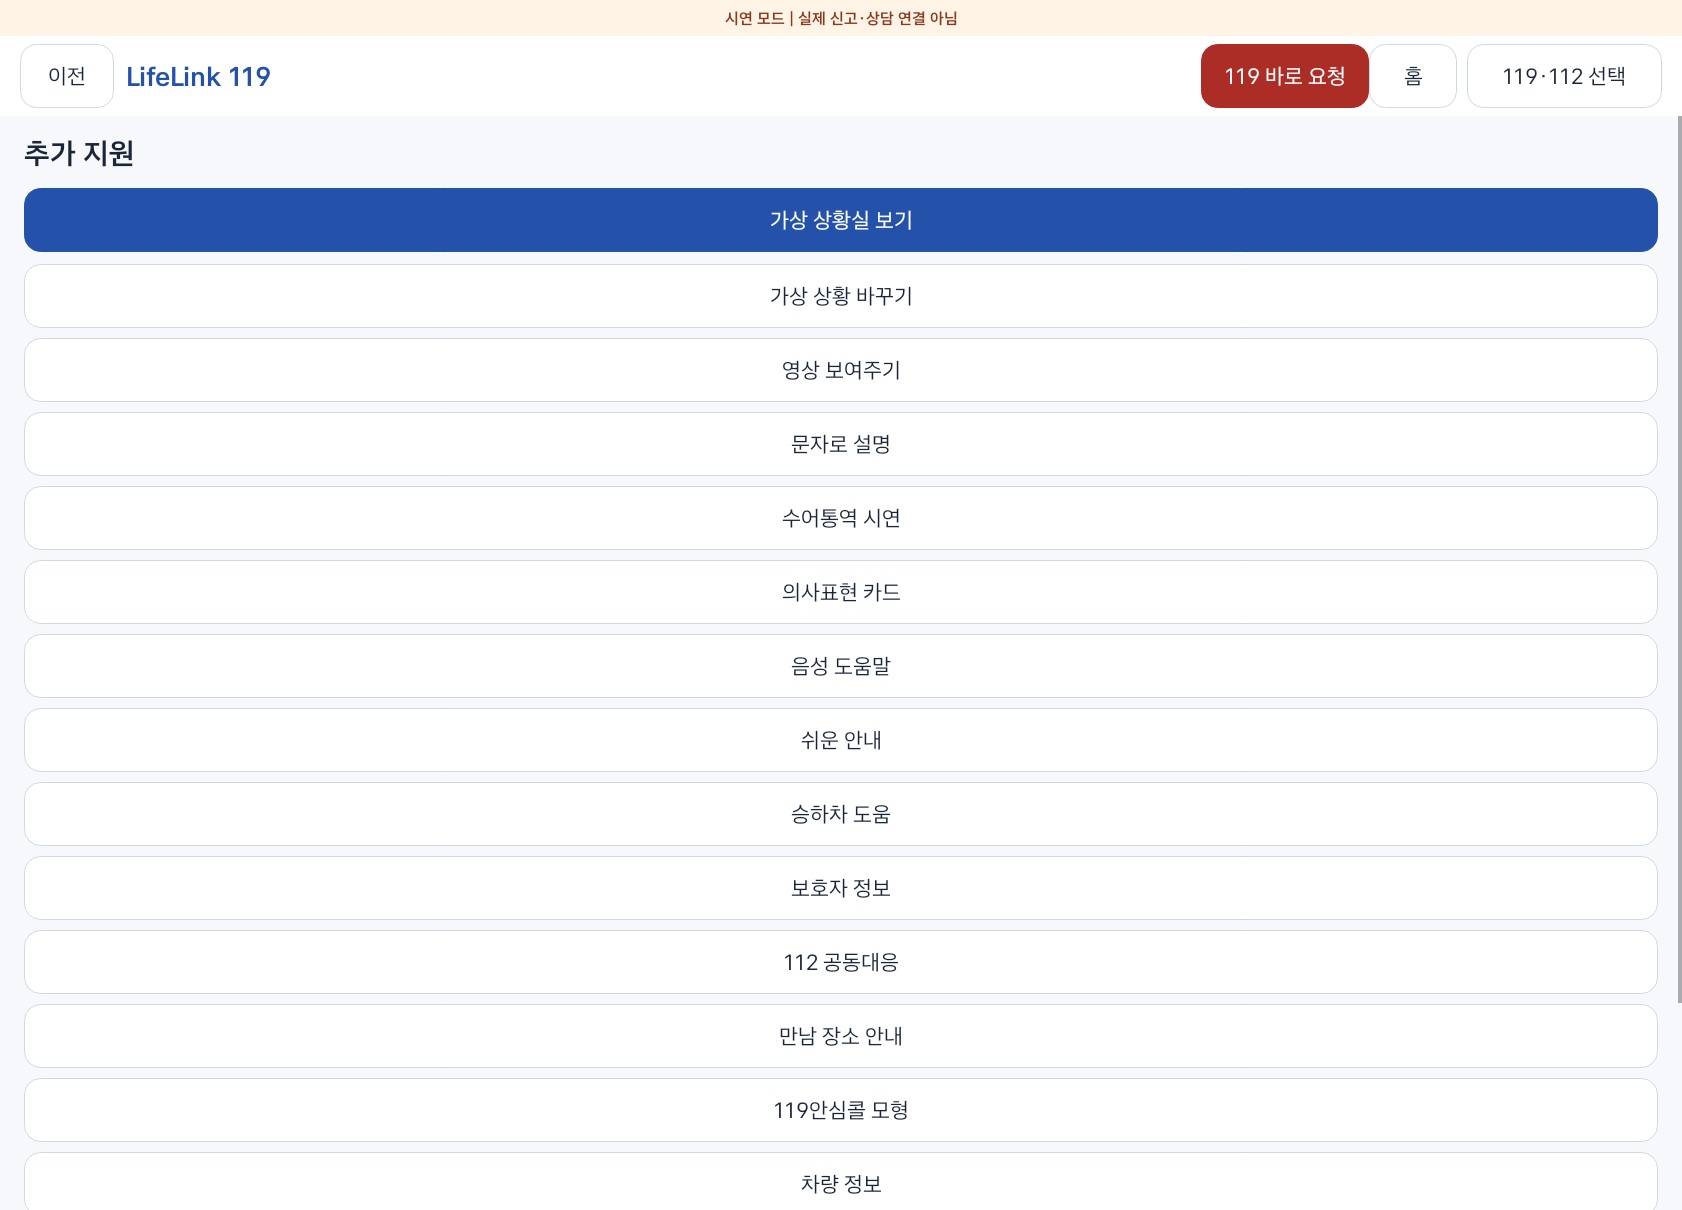 시연 모드 | 실제 신고·상담 연결 아님
이전
LifeLink 119
119 바로 요청
홈
119·112 선택
추가 지원
가상 상황실 보기
가상 상황 바꾸기
영상 보여주기
문자로 설명
수어통역 시연
의사표현 카드
음성 도움말
쉬운 안내
승하차 도움
보호자 정보
112 공동대응
만남 장소 안내
119안심콜 모형
차량 정보